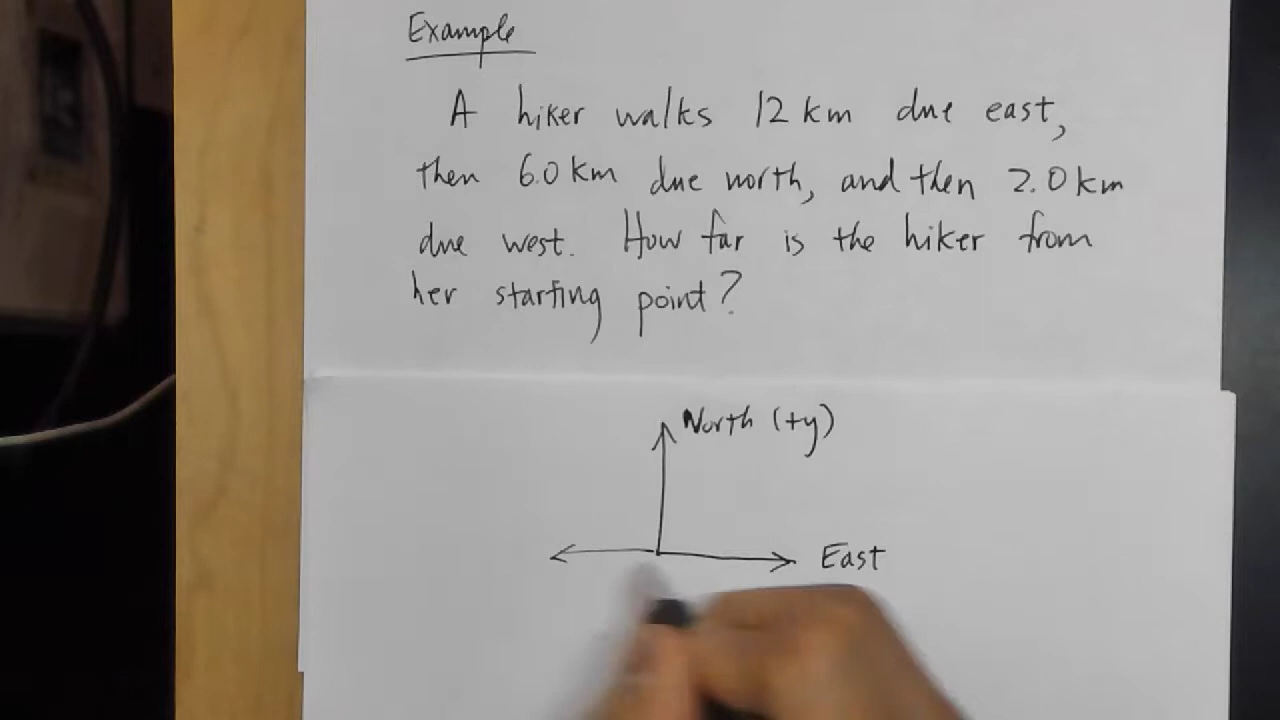 Example
A hiker walks 12 km due east,
then 6.0 km due north, and then 2.0 km
due west. How far is the hiker from
her starting point?
North (+y)
East